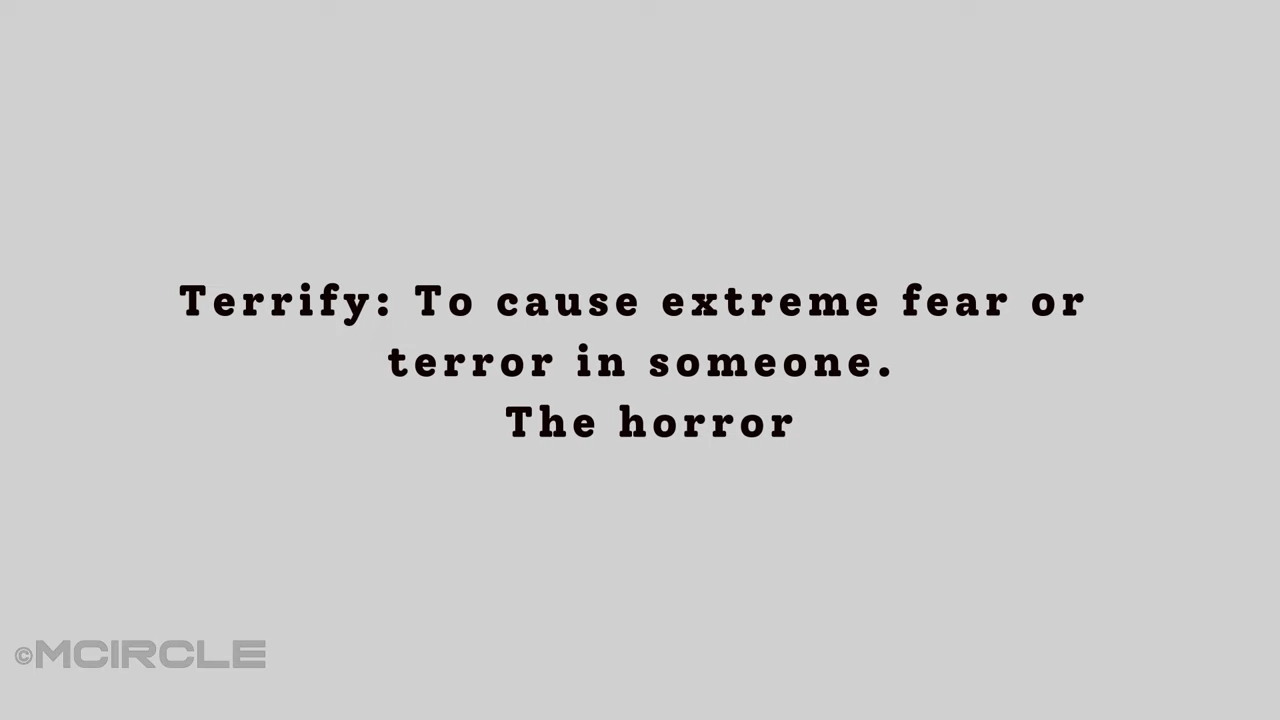 Terrify: To cause extreme fear or
terror in someone.
The horror
©MCIRCLE